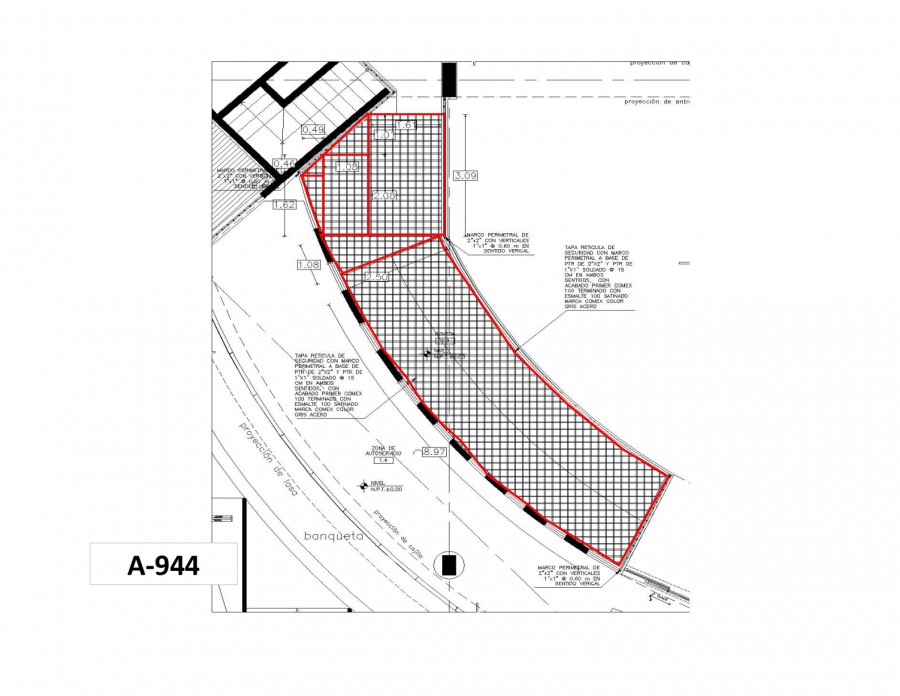 proyección de ca
proyección de entre
0.49
1.6
1.0
0.46
1.08
MARCO PERIMETRAL DE
2"x2" CON VERTICALES
1"x1" @ 0.60 m EN
SENTIDO
2.08
3.09
1.62
MARCO PERIMETRAL DE
2"x2" CON VERTICALES
1"x1" @ 0.60 m EN
SENTIDO VERICAL
TAPA RETICULA DE
SEGURIDAD CON MARCO
PERIMETRAL A BASE DE
PTR DE 2"X2" Y PTR DE
1"X1" SOLDADO @ 15
CM EN AMBOS
SENTIDOS, CON
ACABADO PRIMER COMEX
100 TERMINADO CON
ESMALTE 100 SATINADO
MARCA COMEX COLOR
GRIS ACERO
1.08
2.50
TAPA RETICULA DE
SEGURIDAD CON MARCO
PERIMETRAL A BASE DE
PTR DE 2"X2" Y PTR DE
1"X1" SOLDADO @ 15
CM EN AMBOS
SENTIDOS, CON
ACABADO PRIMER COMEX
100 TERMINADO CON
ESMALTE 100 SATINADO
MARCA COMEX COLOR
GRIS ACERO
proyección de losa
ZONA DE
AUTOSERVICIO
1.4
8.97
NIVEL
N.P.T.±0.00
proyección de cajillo
banqueta
A-944
MARCO PERIMETRAL DE
2"x2" CON VERTICALES
1"x1" @ 0.60 m EN
SENTIDO VERICAL